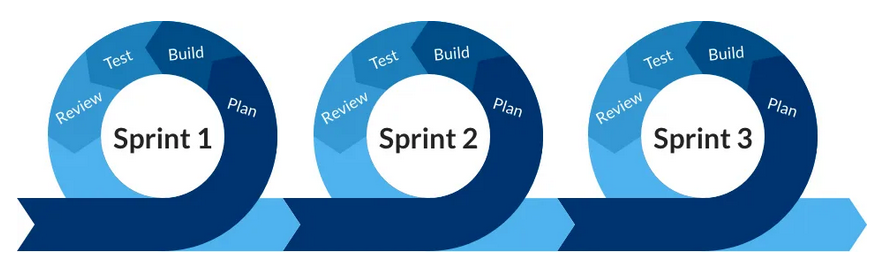 Test
Build
Review
Plan
Sprint 1
Test
Build
Review
Plan
Sprint 2
Test
Build
Review
Plan
Sprint 3